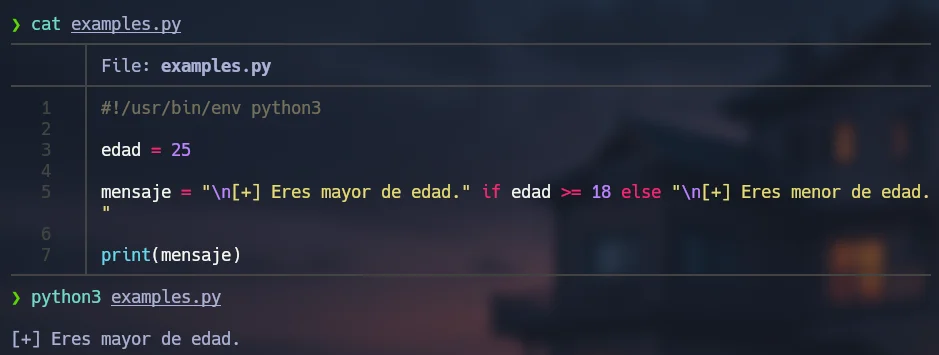 ❯ cat examples.py
File: examples.py
1 #!/usr/bin/env python3
2
3 edad = 25
4
5 mensaje = "\n[+] Eres mayor de edad." if edad >= 18 else "\n[+] Eres menor de edad.
"
6
7 print(mensaje)
❯ python3 examples.py
[+] Eres mayor de edad.